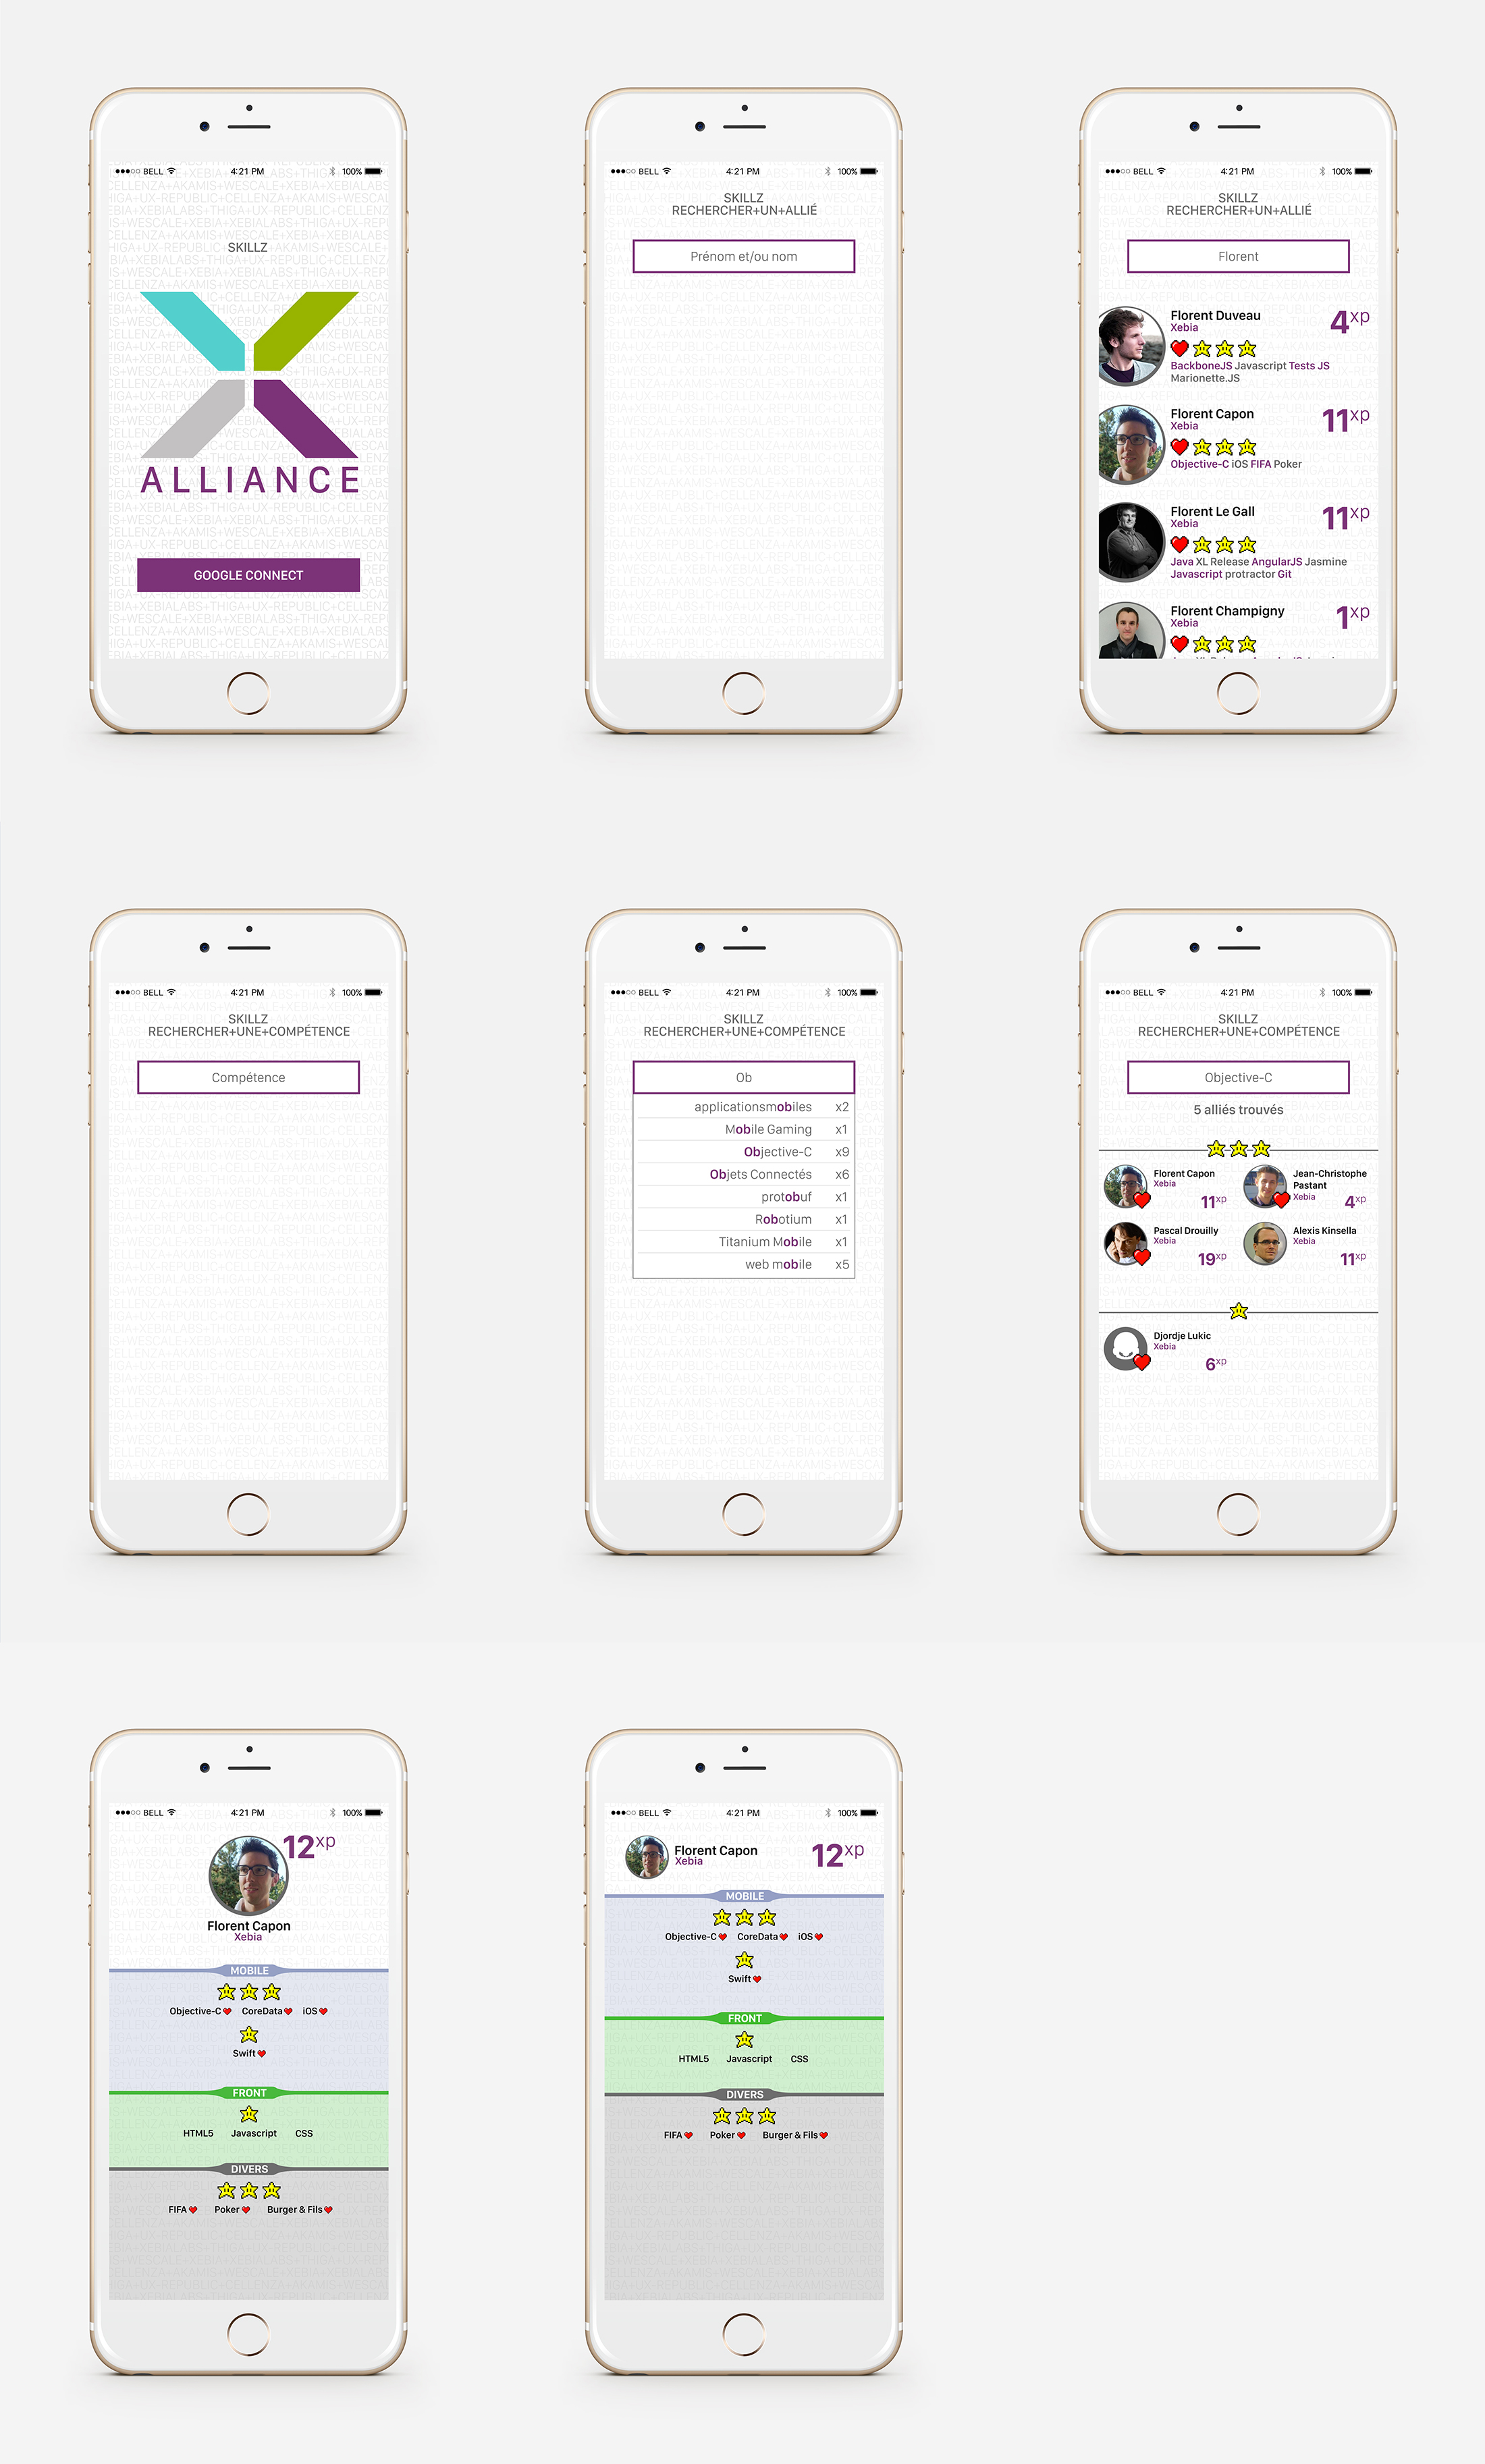 BELL 4:21 PM 100%
SKILLZ
ALLIANCE
GOOGLE CONNECT
BELL 4:21 PM 100%
SKILLZ
RECHERCHER+UN+ALLIÉ
Prénom et/ou nom
BELL 4:21 PM 100%
SKILLZ
RECHERCHER+UN+ALLIÉ
Florent
Florent Duveau 4xp
Xebia
BackboneJS Javascript Tests JS
Marionette.JS
Florent Capon 11xp
Xebia
Objective-C iOS FIFA Poker
Florent Le Gall 11xp
Xebia
Java XL Release AngularJS Jasmine
Javascript protractor Git
Florent Champigny 1xp
Xebia
BELL 4:21 PM 100%
SKILLZ
RECHERCHER+UNE+COMPÉTENCE
Compétence
BELL 4:21 PM 100%
SKILLZ
RECHERCHER+UNE+COMPÉTENCE
Ob
applicationsmobiles x2
Mobile Gaming x1
Objective-C x9
Objets Connectés x6
protobuf x1
Robotium x1
Titanium Mobile x1
web mobile x5
BELL 4:21 PM 100%
SKILLZ
RECHERCHER+UNE+COMPÉTENCE
Objective-C
5 alliés trouvés
Florent Capon
Xebia
11xp
Jean-Christophe
Pastant
Xebia
4xp
Pascal Drouilly
Xebia
19xp
Alexis Kinsella
Xebia
11xp
Djordje Lukic
Xebia
6xp
BELL 4:21 PM 100%
12xp
Florent Capon
Xebia
MOBILE
Objective-C CoreData iOS
Swift
FRONT
HTML5 Javascript CSS
DIVERS
FIFA Poker Burger & Fils
BELL 4:21 PM 100%
Florent Capon 12xp
Xebia
MOBILE
Objective-C CoreData iOS
Swift
FRONT
HTML5 Javascript CSS
DIVERS
FIFA Poker Burger & Fils